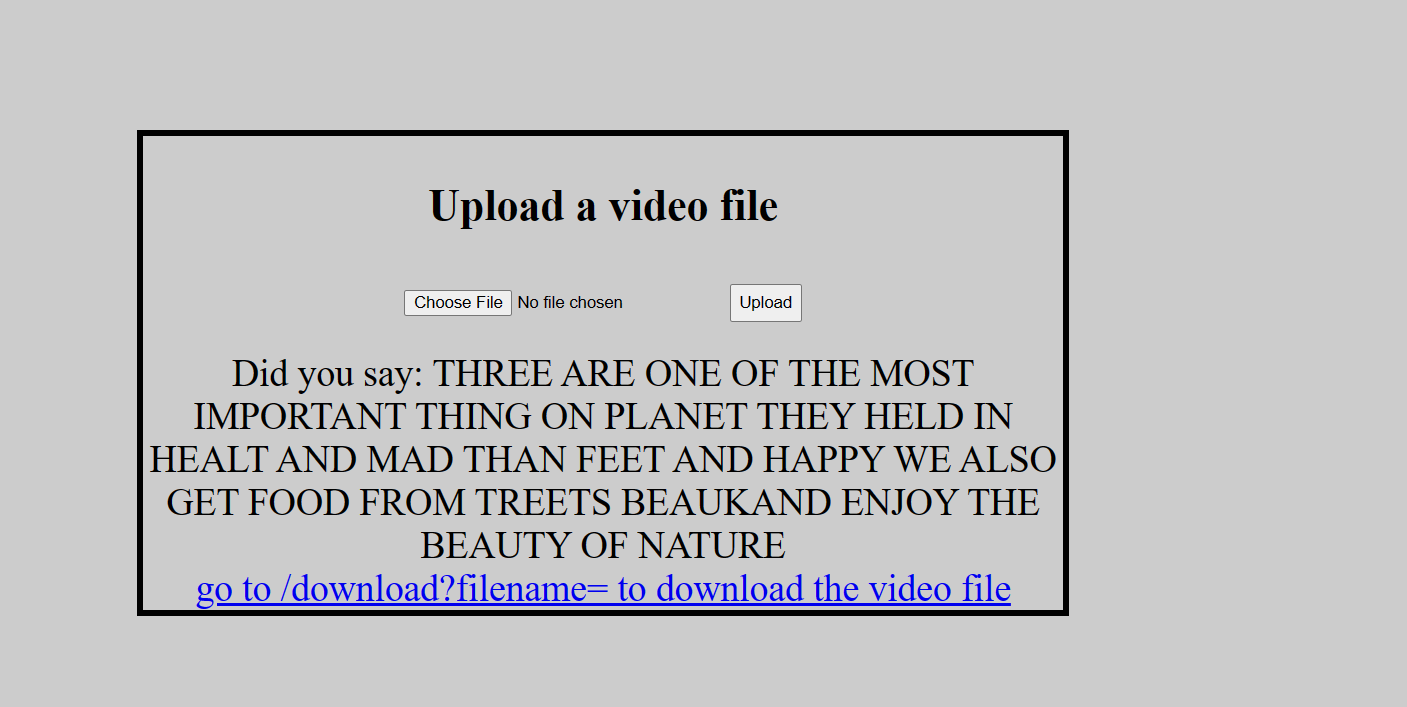 Upload a video file
Choose File No file chosen Upload
Did you say: THREE ARE ONE OF THE MOST
IMPORTANT THING ON PLANET THEY HELD IN
HEALT AND MAD THAN FEET AND HAPPY WE ALSO
GET FOOD FROM TREETS BEAUKAND ENJOY THE
BEAUTY OF NATURE
go to /download?filename= to download the video file